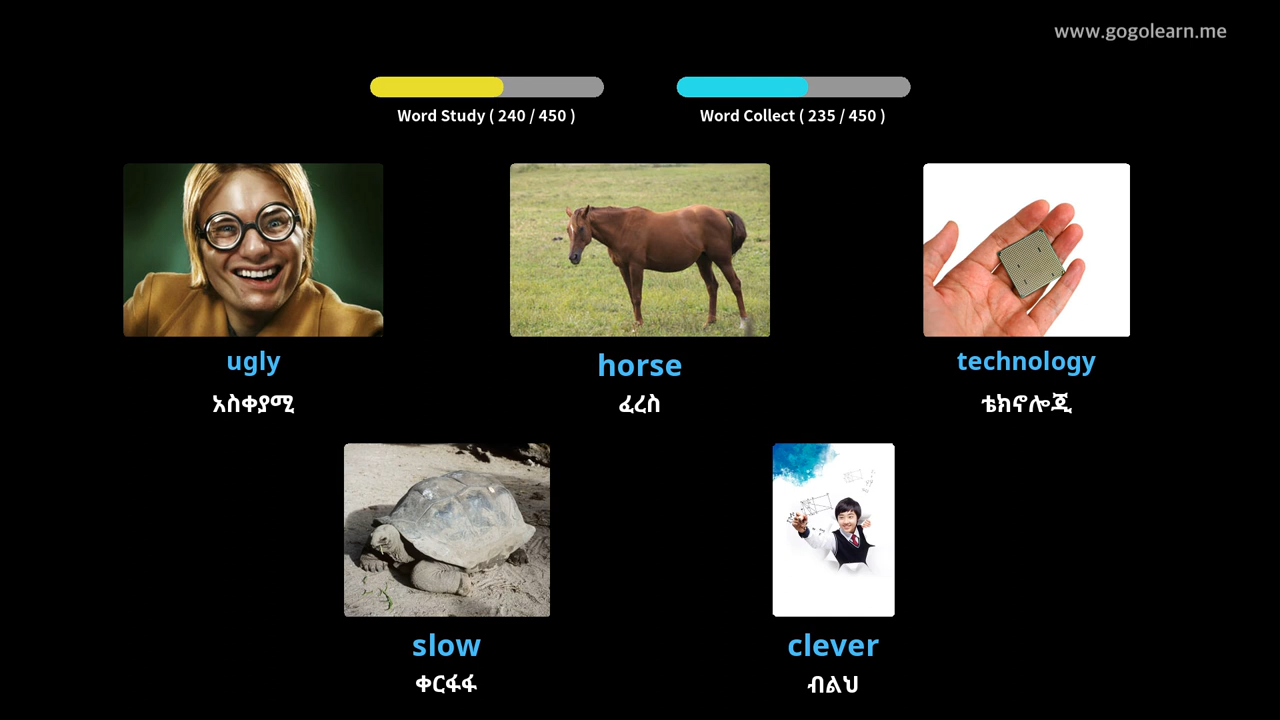 www.gogolearn.me
Word Study ( 240 / 450 )
Word Collect ( 235 / 450 )
ugly
አስቀያሚ
horse
ፈረስ
technology
ቴክኖሎጂ
slow
ቀርፋፋ
clever
ብልህ